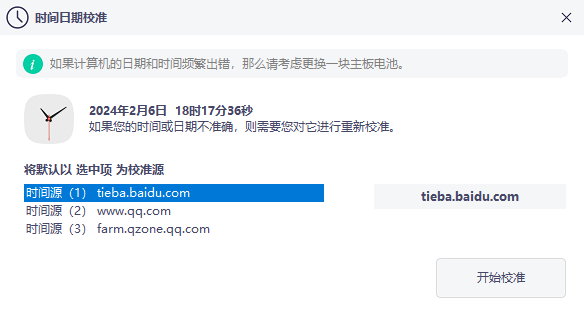 时间日期校准
i 如果计算机的日期和时间频繁出错，那么请考虑更换一块主板电池。
2024年2月6日 18时17分36秒
如果您的时间或日期不准确，则需要您对它进行重新校准。
将默认以 选中项 为校准源
时间源（1） tieba.baidu.com
tieba.baidu.com
时间源（2） www.qq.com
时间源（3） farm.qzone.qq.com
开始校准